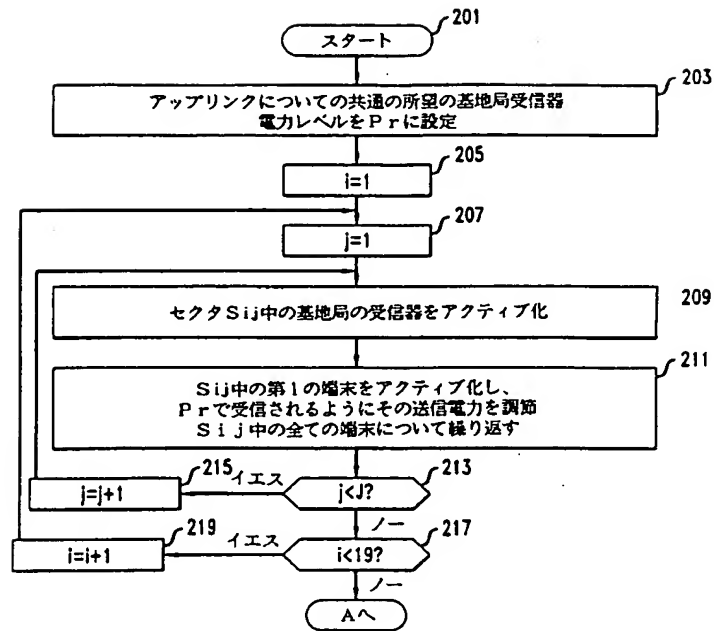 スタート
201
203
アップリンクについての共通の所望の基地局受信器
電力レベルをPrに設定
205
i=1
207
j=1
209
セクタSij中の基地局の受信器をアクティブ化
211
Sij中の第1の端末をアクティブ化し、
Prで受信されるようにその送信電力を調節
Sij中の全ての端末について繰り返す
213
215
イエス
j<J?
j=j+1
ノー
217
219
イエス
i<19?
i=i+1
ノー
Aへ